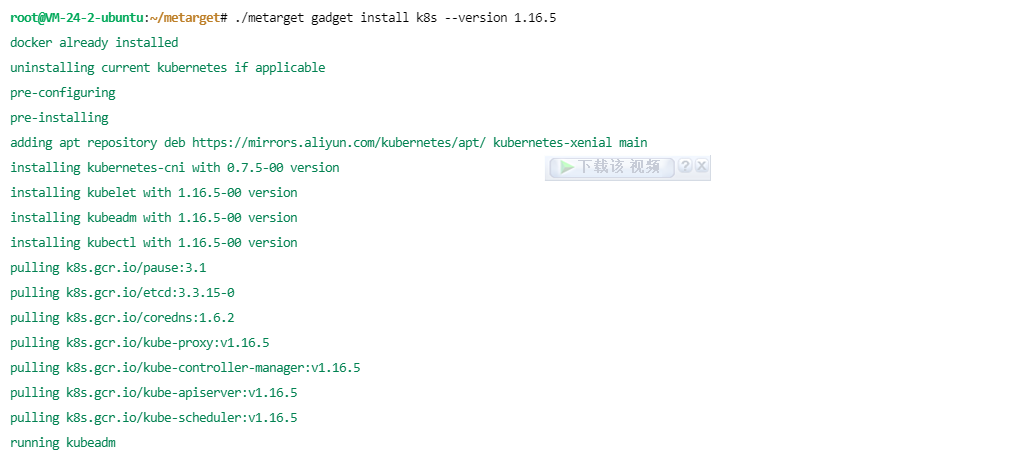 root@VM-24-2-ubuntu:~/metarget# ./metarget gadget install k8s --version 1.16.5
docker already installed
uninstalling current kubernetes if applicable
pre-configuring
pre-installing
adding apt repository deb https://mirrors.aliyun.com/kubernetes/apt/ kubernetes-xenial main
installing kubernetes-cni with 0.7.5-00 version
下载该 视频 ? X
installing kubelet with 1.16.5-00 version
installing kubeadm with 1.16.5-00 version
installing kubectl with 1.16.5-00 version
pulling k8s.gcr.io/pause:3.1
pulling k8s.gcr.io/etcd:3.3.15-0
pulling k8s.gcr.io/coredns:1.6.2
pulling k8s.gcr.io/kube-proxy:v1.16.5
pulling k8s.gcr.io/kube-controller-manager:v1.16.5
pulling k8s.gcr.io/kube-apiserver:v1.16.5
pulling k8s.gcr.io/kube-scheduler:v1.16.5
running kubeadm